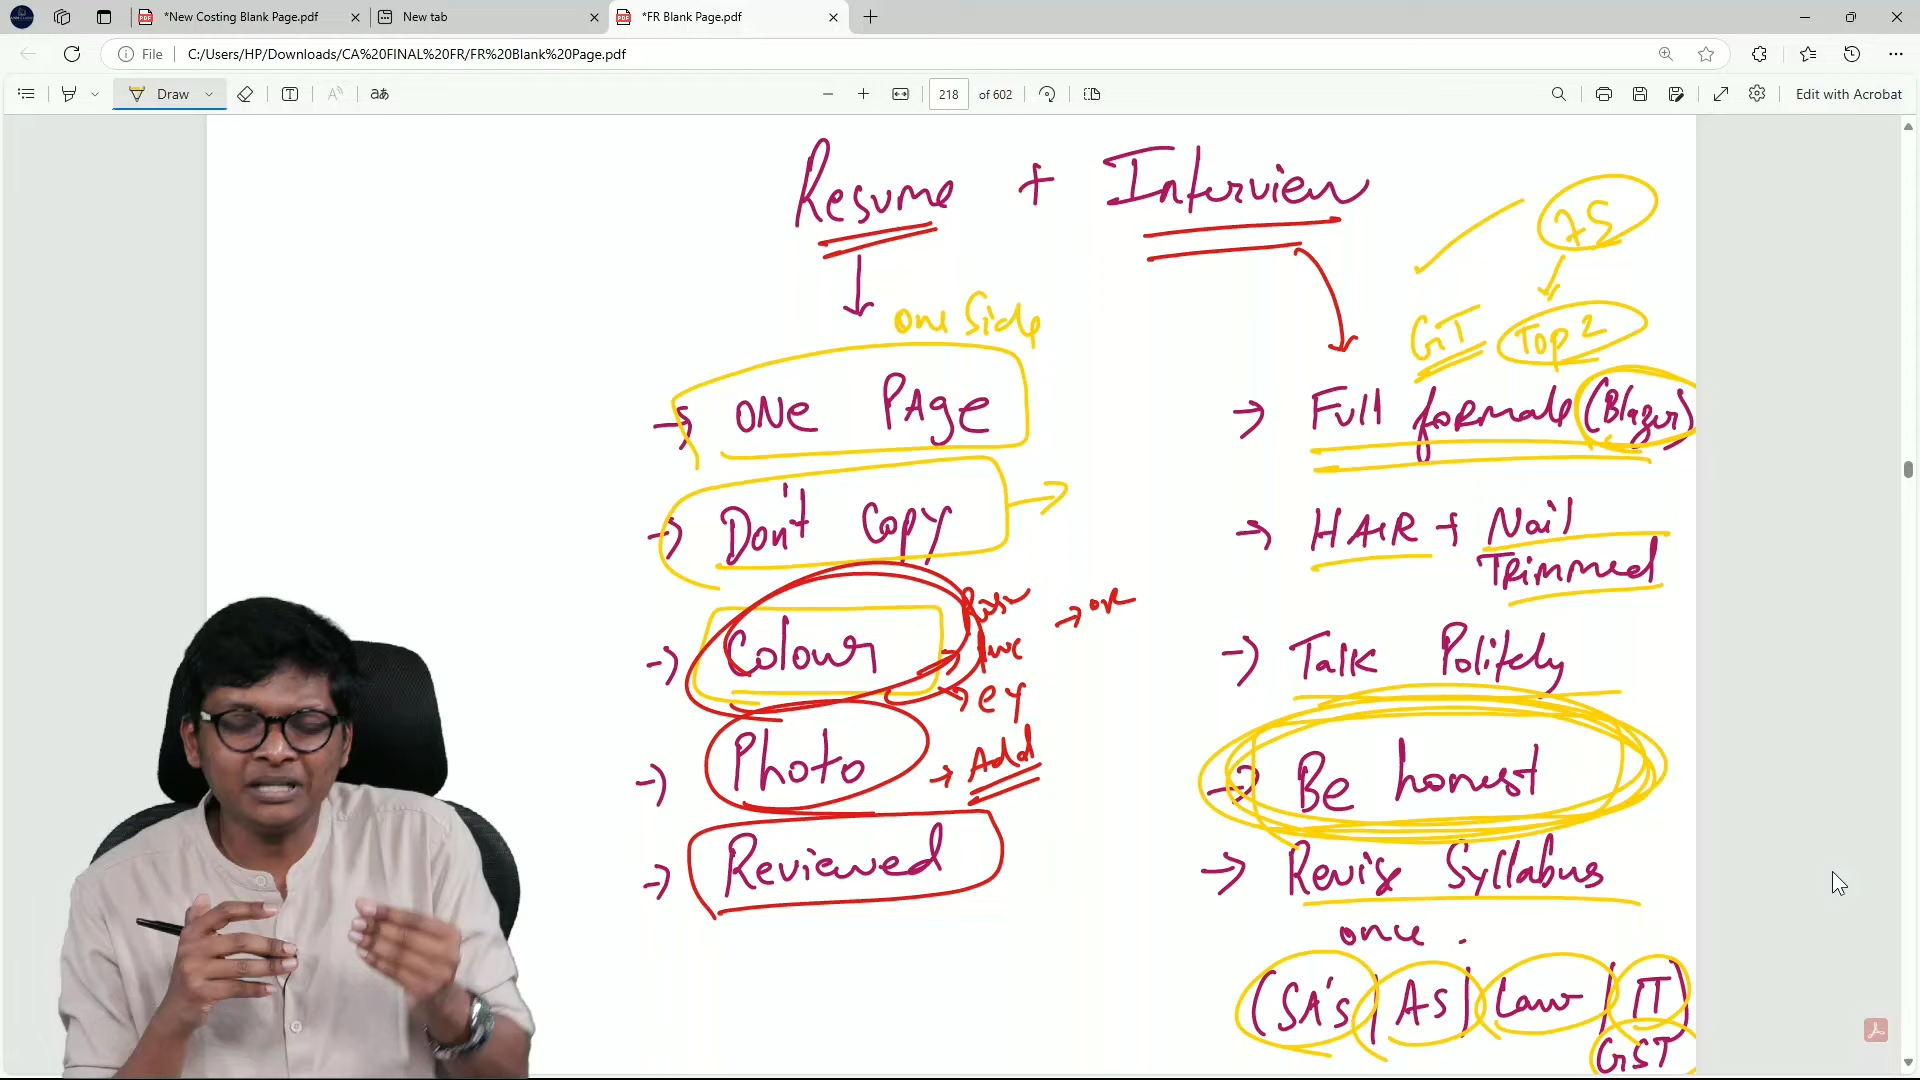 *New Costing Blank Page.pdf
New tab
*FR Blank Page.pdf
File
C:/Users/HP/Downloads/CA%20FINAL%20FR/FR%20Blank%20Page.pdf
Draw
218 of 602
Edit with Acrobat
Resume + Interview
75
one Side
GT Top 2
ONE PAge
Full formals (Blazer)
Don't Copy
HAIR + Nail
Trimmed
Colour
→ PWC
→ EY
Talk Politely
Photo → Add
Be honest
Reviewed
Revise Syllabus
once.
(SA's | AS | Law | IT)
GST